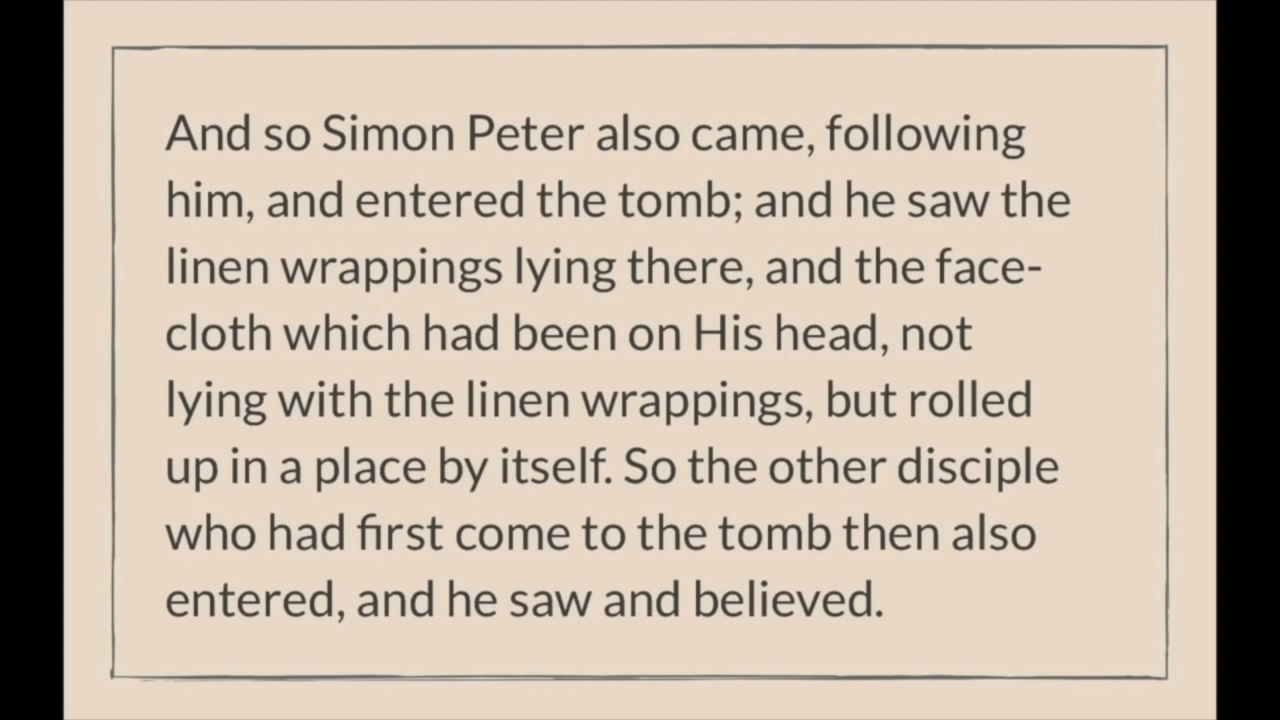 And so Simon Peter also came, following
him, and entered the tomb; and he saw the
linen wrappings lying there, and the face-
cloth which had been on His head, not
lying with the linen wrappings, but rolled
up in a place by itself. So the other disciple
who had first come to the tomb then also
entered, and he saw and believed.